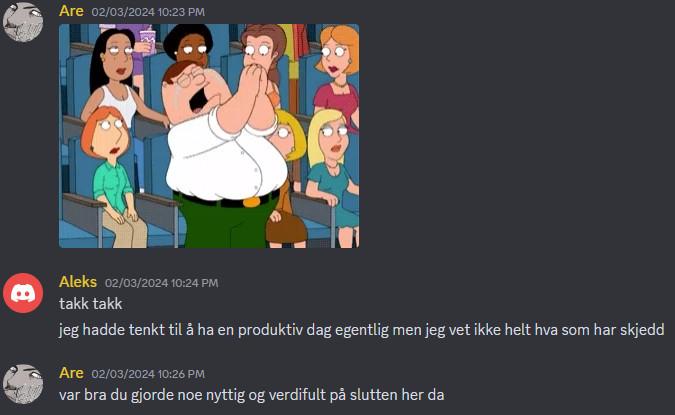 Are 02/03/2024 10:23 PM
Aleks 02/03/2024 10:24 PM
takk takk
jeg hadde tenkt til å ha en produktiv dag egentlig men jeg vet ikke helt hva som har skjedd
Are 02/03/2024 10:26 PM
var bra du gjorde noe nyttig og verdifult på slutten her da